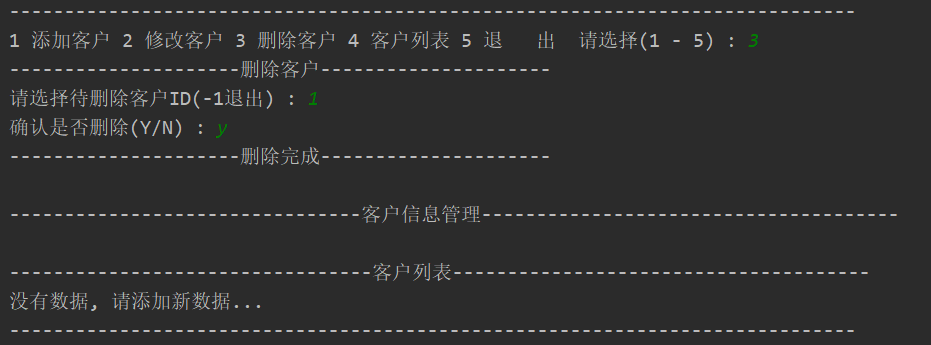 -----------------------------------------------------------------------------
1 添加客户 2 修改客户 3 删除客户 4 客户列表 5 退   出  请选择(1 - 5) : 3
---------------------删除客户---------------------
请选择待删除客户ID(-1退出) : 1
确认是否删除(Y/N) : y
---------------------删除完成---------------------
--------------------------------客户信息管理--------------------------------------
---------------------------------客户列表--------------------------------------
没有数据, 请添加新数据...
-----------------------------------------------------------------------------